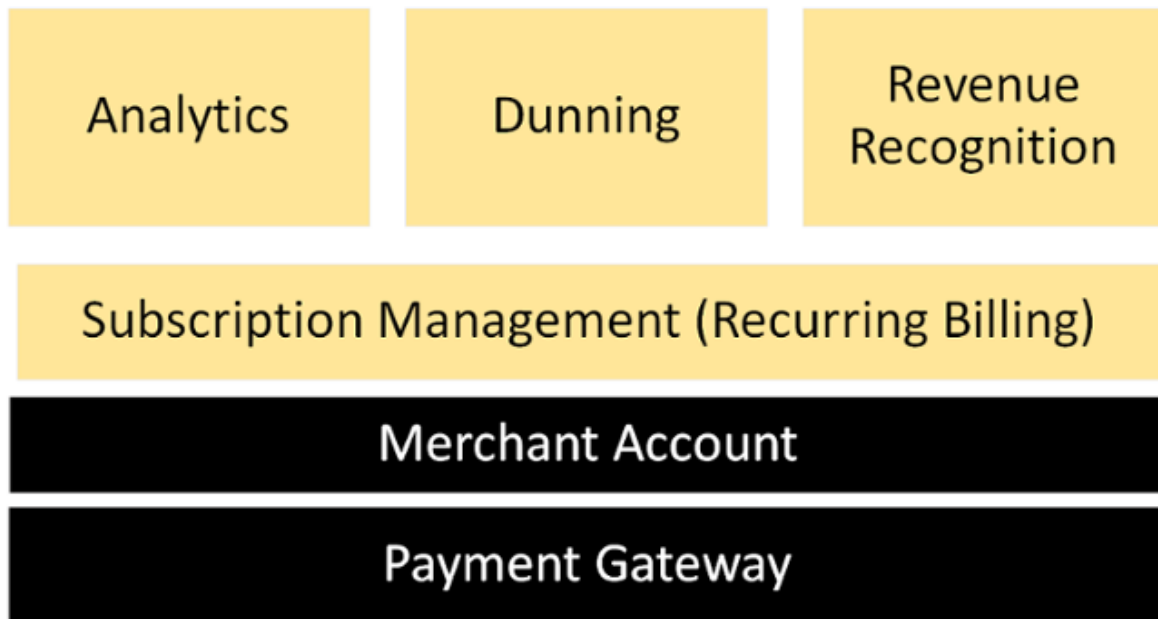 Analytics
Dunning
Revenue
Recognition
Subscription Management (Recurring Billing)
Merchant Account
Payment Gateway